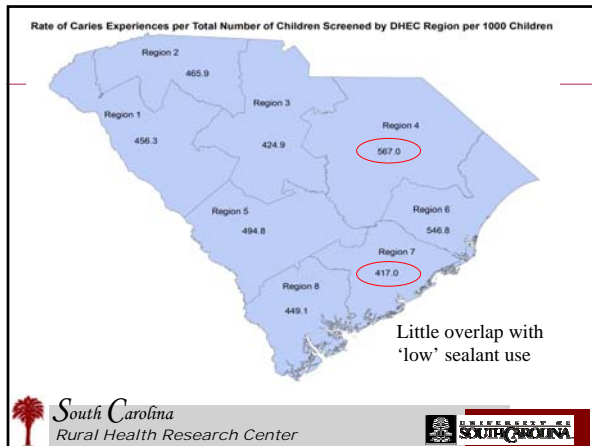 Rate of Caries Experiences per Total Number of Children Screened by DHEC Region per 1000 Children
Region 2
465.9
Region 3
424.9
Region 1
456.3
Region 4
567.0
Region 5
494.8
Region 6
546.8
Region 7
417.0
Region 8
449.1
Little overlap with
‘low’ sealant use
South Carolina
Rural Health Research Center
UNIVERSITY OF
SOUTH CAROLINA